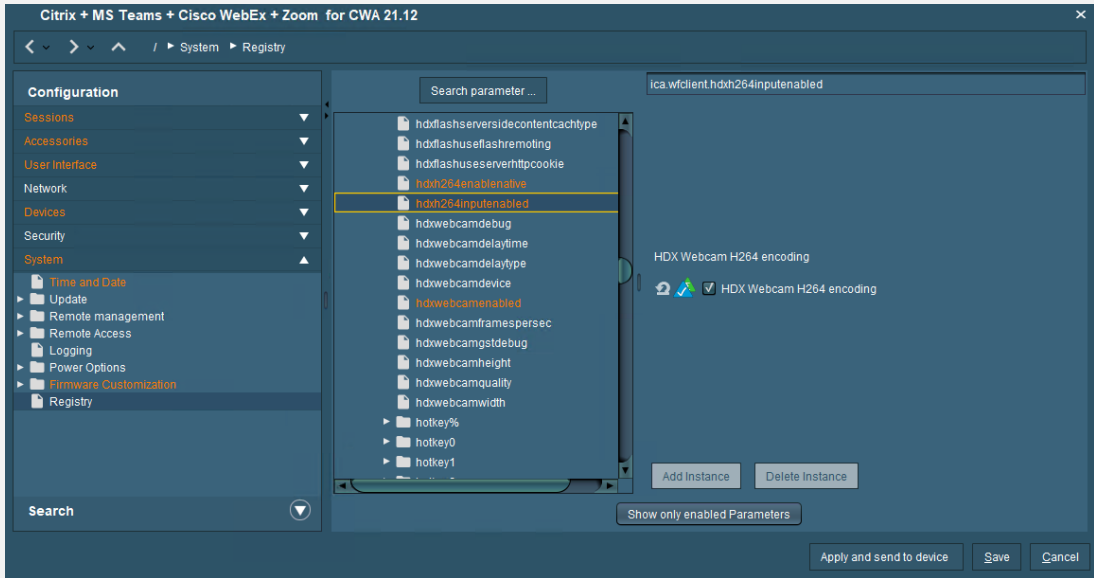 Citrix + MS Teams + Cisco WebEx + Zoom for CWA 21.12
/ System Registry
Configuration
Sessions
Accessories
User Interface
Network
Devices
Security
System
Time and Date
Update
Remote management
Remote Access
Logging
Power Options
Firmware Customization
Registry
Search
Search parameter ...
hdxflashserversidecontentcachtype
hdxflashuseflashremoting
hdxflashuseserverhttpcookie
hdxh264enablenative
hdxh264inputenabled
hdxwebcamdebug
hdxwebcamdelaytime
hdxwebcamdelaytype
hdxwebcamdevice
hdxwebcamenabled
hdxwebcamframespersec
hdxwebcamgstdebug
hdxwebcamheight
hdxwebcamquality
hdxwebcamwidth
hotkey%
hotkey0
hotkey1
ica.wfclient.hdxh264inputenabled
HDX Webcam H264 encoding
HDX Webcam H264 encoding
Add Instance Delete Instance
Show only enabled Parameters
Apply and send to device Save Cancel